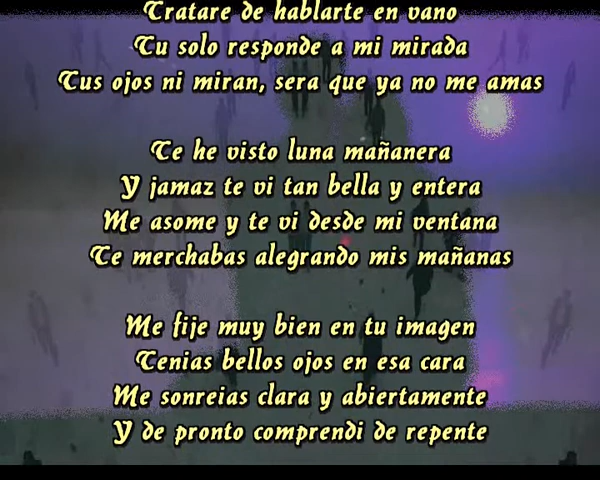 Tratare de hablarte en vano
Tu solo responde a mi mirada
Tus ojos ni miran, sera que ya no me amas
Te he visto luna mañanera
Y jamaz te vi tan bella y entera
Me asome y te vi desde mi ventana
Te merchabas alegrando mis mañanas
Me fije muy bien en tu imagen
Tenias bellos ojos en esa cara
Me sonreias clara y abiertamente
Y de pronto comprendi de repente